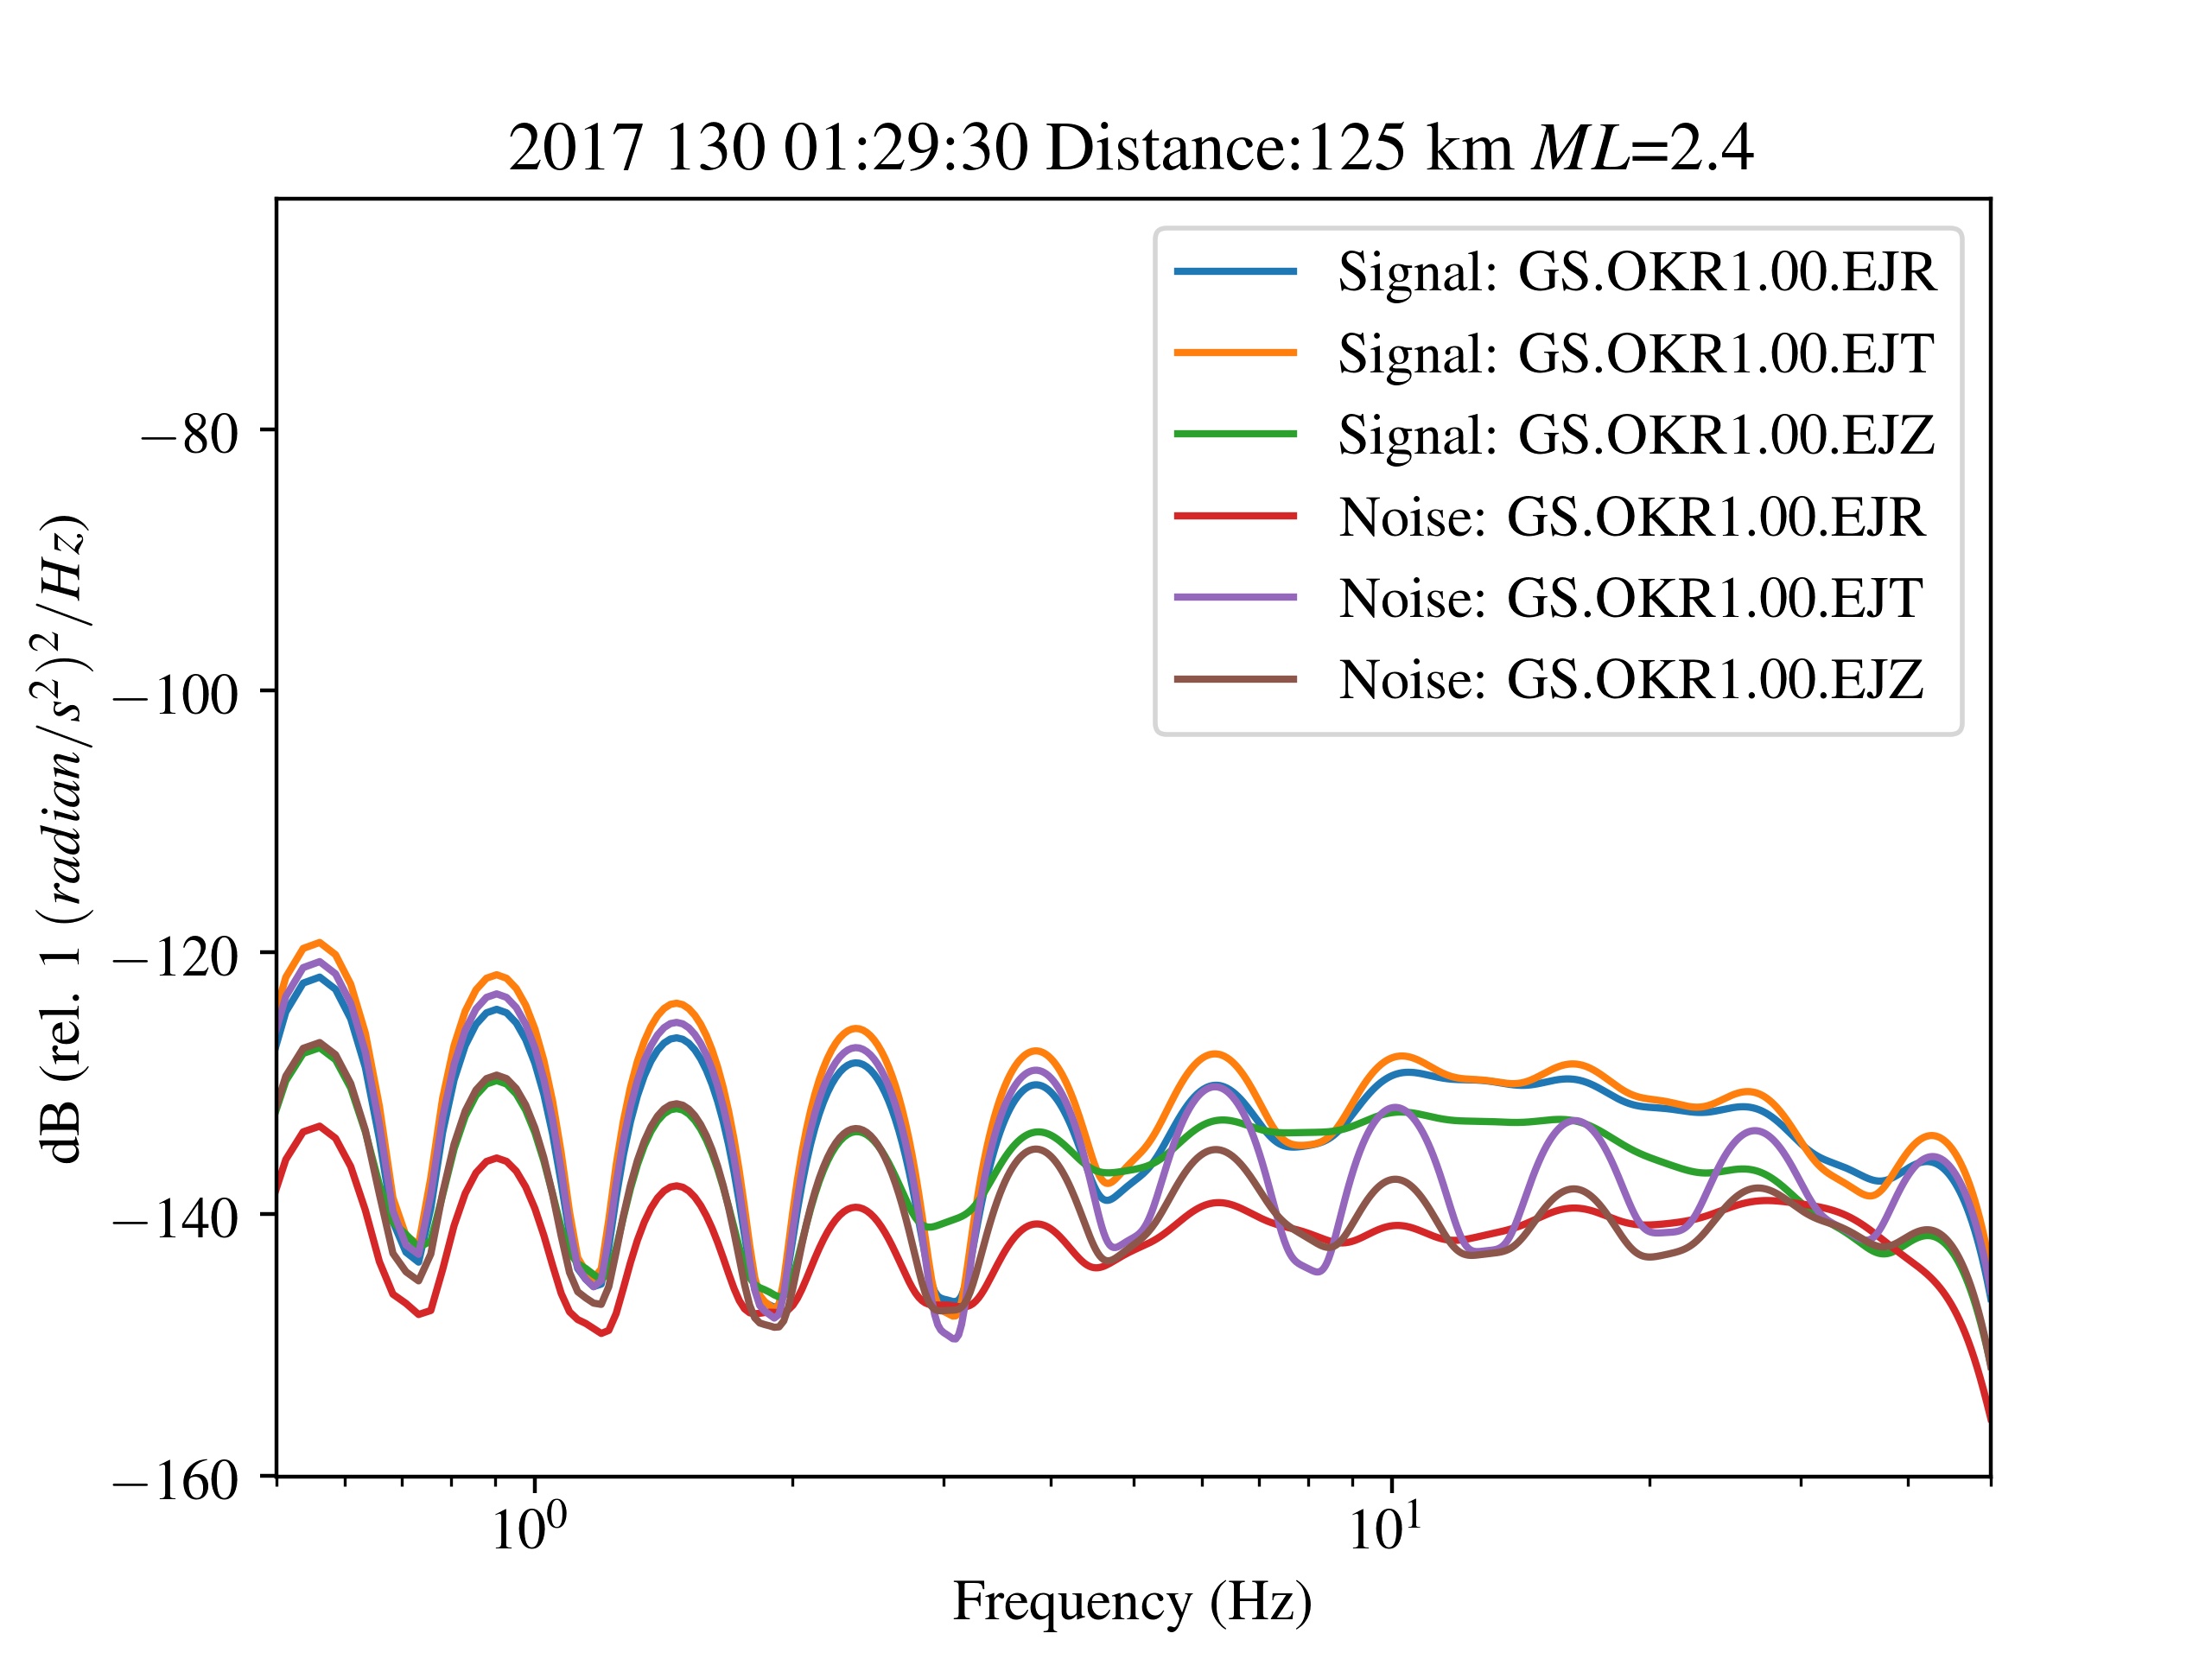 2017 130 01:29:30 Distance:125 km ML=2.4
Signal: GS.OKR1.00.EJR
Signal: GS.OKR1.00.EJT
Signal: GS.OKR1.00.EJZ
Noise: GS.OKR1.00.EJR
Noise: GS.OKR1.00.EJT
Noise: GS.OKR1.00.EJZ
dB (rel. 1 (radian/s²)²/Hz)
−80
−100
−120
−140
−160
10⁰
10¹
Frequency (Hz)